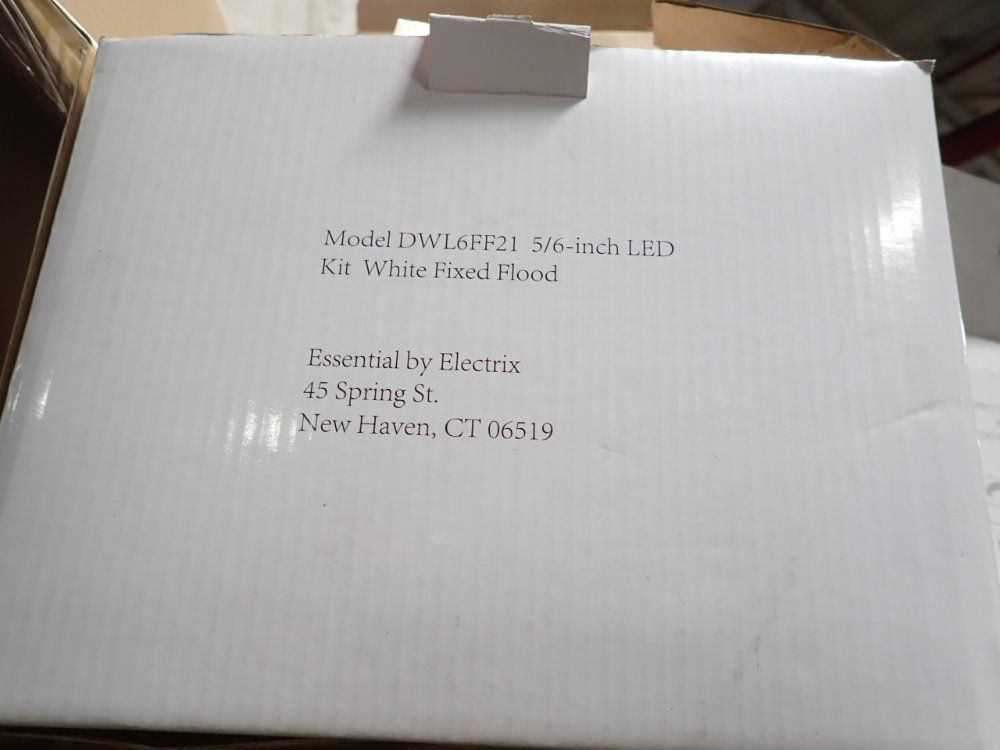 Model DWL6FF21 5/6-inch LED
Kit White Fixed Flood
Essential by Electrix
45 Spring St.
New Haven, CT 06519